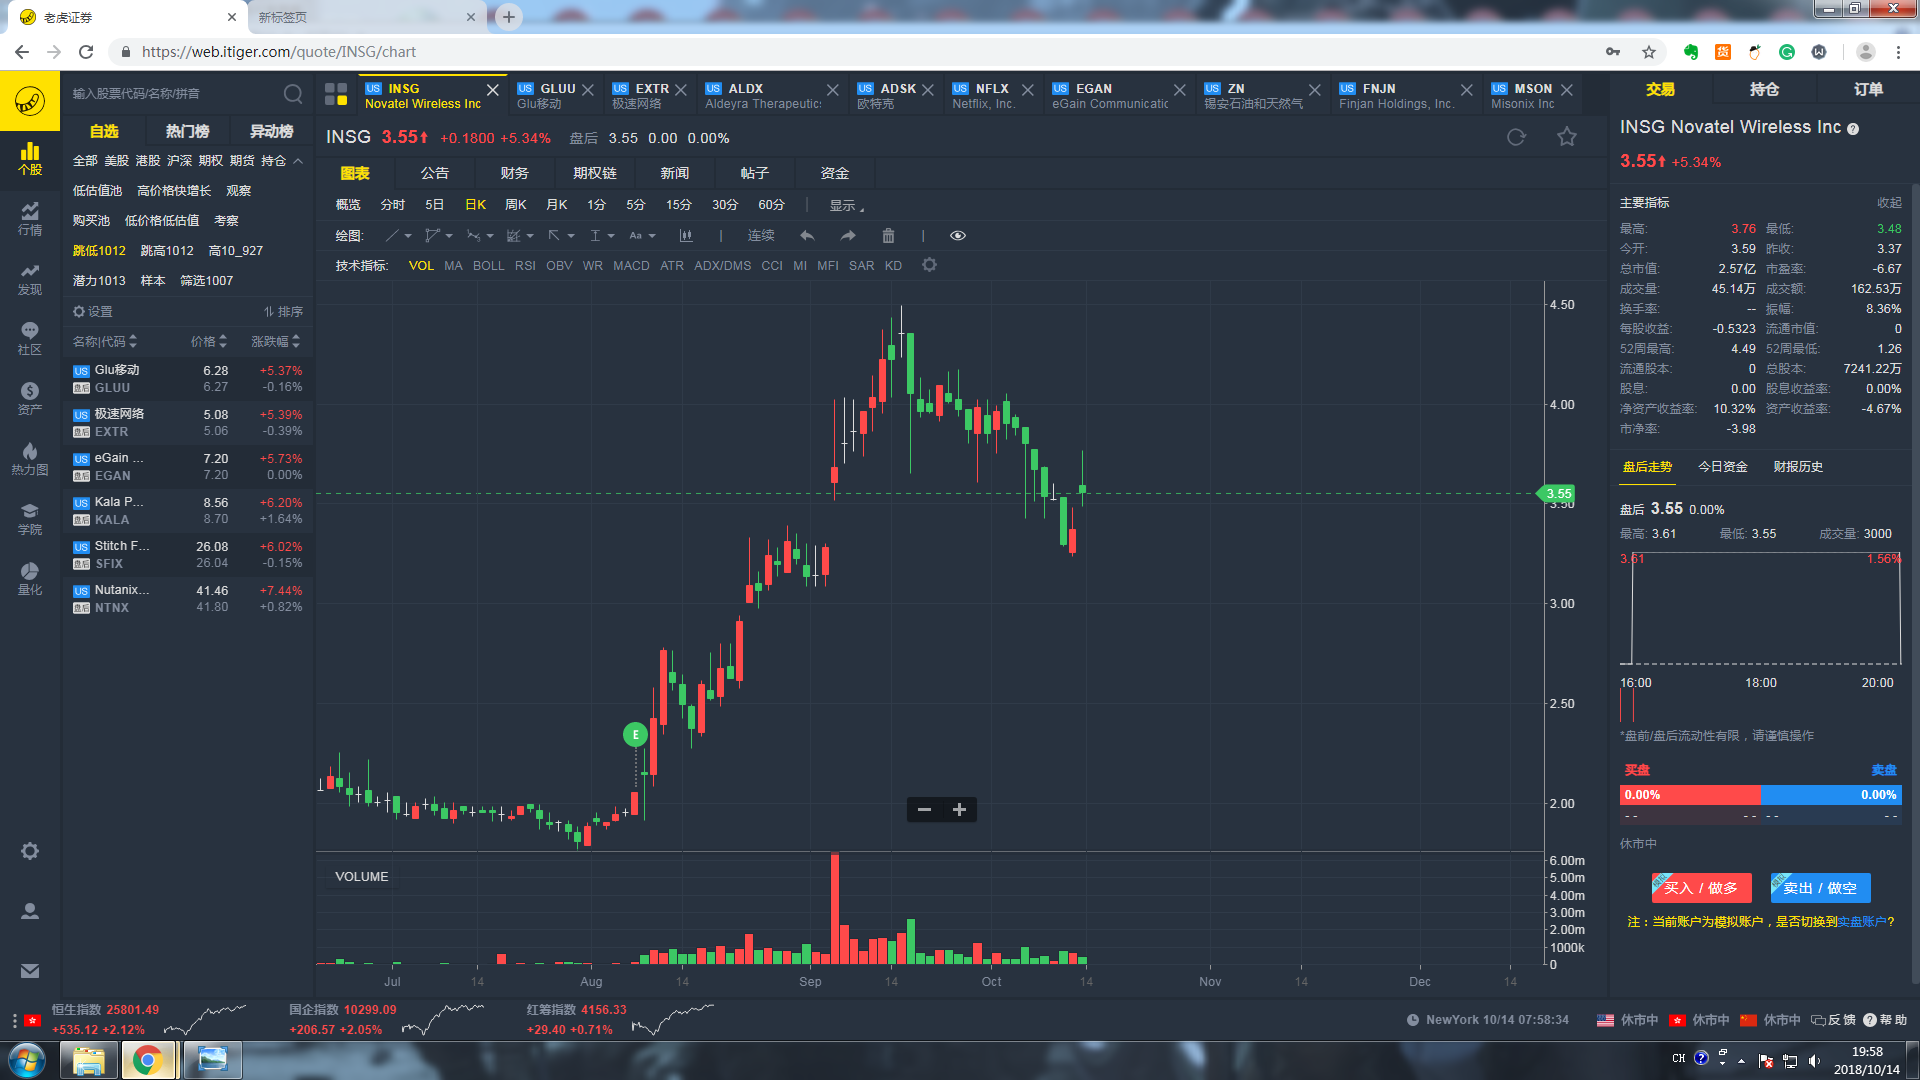 老虎证券
新标签页
https://web.itiger.com/quote/INSG/chart
输入股票代码/名称/拼音
自选 热门榜 异动榜
全部 美股 港股 沪深 期权 期货 持仓
低估值池 高价格快增长 观察
购买池 低价格低估值 考察
跳低1012 跳高1012 高10_927
潜力1013 样本 筛选1007
设置 排序
名称|代码 价格 涨跌幅
US Glu移动 6.28 +5.37%
盘后 GLUU 6.27 -0.16%
US 极速网络 5.08 +5.39%
盘后 EXTR 5.06 -0.39%
US eGain ... 7.20 +5.73%
盘后 EGAN 7.20 0.00%
US Kala P... 8.56 +6.20%
盘后 KALA 8.70 +1.64%
US Stitch F... 26.08 +6.02%
盘后 SFIX 26.04 -0.15%
US Nutanix... 41.46 +7.44%
盘后 NTNX 41.80 +0.82%
个股
行情
发现
社区
资产
热力图
学院
量化
US INSG US GLUU US EXTR US ALDX US ADSK US NFLX US EGAN US ZN US FNJN US MSON
Novatel Wireless Inc Glu移动 极速网络 Aldeyra Therapeutics 欧特克 Netflix, Inc. eGain Communicatic 锡安石油和天然气 Finjan Holdings, Inc. Misonix Inc
INSG 3.55 +0.1800 +5.34% 盘后 3.55 0.00 0.00%
图表 公告 财务 期权链 新闻 帖子 资金
概览 分时 5日 日K 周K 月K 1分 5分 15分 30分 60分 显示
绘图: Aa 连续
技术指标: VOL MA BOLL RSI OBV WR MACD ATR ADX/DMS CCI MI MFI SAR KD
4.50
4.00
3.55
3.50
3.00
2.50
2.00
E
VOLUME
6.00m
5.00m
4.00m
3.00m
2.00m
1000k
0
Jul 14 Aug 14 Sep 14 Oct 14 Nov 14 Dec 14
交易 持仓 订单
INSG Novatel Wireless Inc
3.55 +5.34%
主要指标 收起
最高: 3.76 最低: 3.48
今开: 3.59 昨收: 3.37
总市值: 2.57亿 市盈率: -6.67
成交量: 45.14万 成交额: 162.53万
换手率: -- 振幅: 8.36%
每股收益: -0.5323 流通市值: 0
52周最高: 4.49 52周最低: 1.26
流通股本: 0 总股本: 7241.22万
股息: 0.00 股息收益率: 0.00%
净资产收益率: 10.32% 资产收益率: -4.67%
市净率: -3.98
盘后走势 今日资金 财报历史
盘后 3.55 0.00%
最高: 3.61 最低: 3.55 成交量: 3000
3.61 1.56%
16:00 18:00 20:00
*盘前/盘后流动性有限，请谨慎操作
买盘 卖盘
0.00% 0.00%
-- -- -- --
休市中
模拟 买入 / 做多 模拟 卖出 / 做空
注：当前账户为模拟账户，是否切换到实盘账户?
恒生指数 25801.49 国企指数 10299.09 红筹指数 4156.33
+535.12 +2.12% +206.57 +2.05% +29.40 +0.71%
NewYork 10/14 07:58:34 休市中 休市中 休市中 反馈 帮助
CH
19:58
2018/10/14